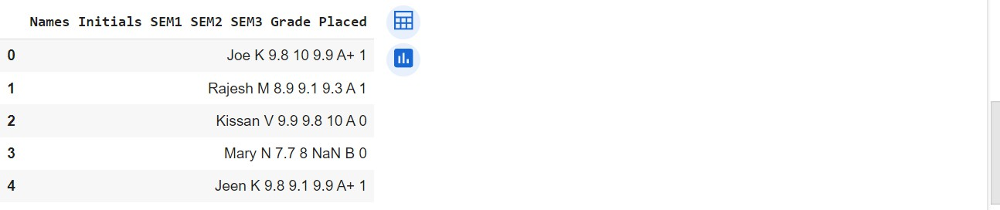 Names Initials SEM1 SEM2 SEM3 Grade Placed
0 Joe K 9.8 10 9.9 A+ 1
1 Rajesh M 8.9 9.1 9.3 A 1
2 Kissan V 9.9 9.8 10 A 0
3 Mary N 7.7 8 NaN B 0
4 Jeen K 9.8 9.1 9.9 A+ 1